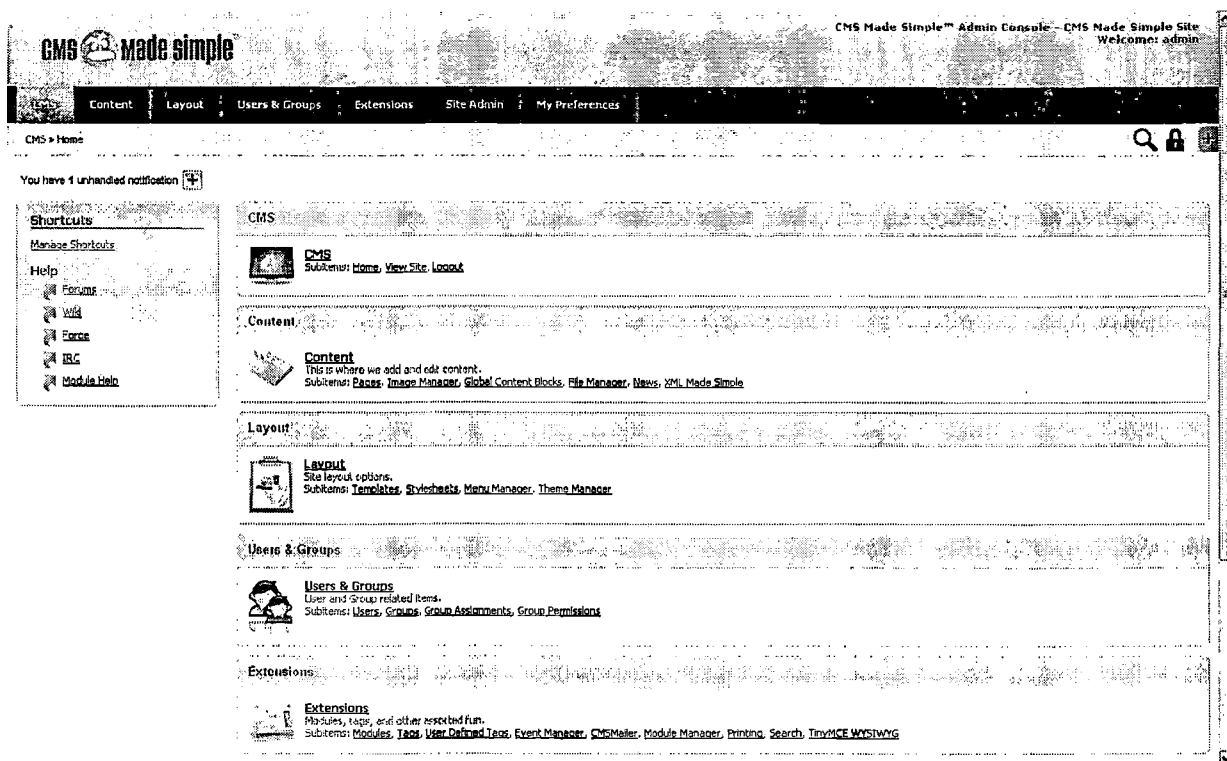 CMS made simple
CMS Made Simple™ Admin Console - CMS Made Simple Site
Welcome: admin
Content Layout Users & Groups Extensions Site Admin My Preferences
CMS » Home
You have 1 unhandled notification
Shortcuts
Manage Shortcuts
Help
Forums
Wiki
Forge
IRC
Module Help
CMS
CMS
Subitems: Home, View Site, Logout
Content
Content
This is where we add and edit content.
Subitems: Pages, Image Manager, Global Content Blocks, File Manager, News, XML Made Simple
Layout
Layout
Site layout options.
Subitems: Templates, Stylesheets, Menu Manager, Theme Manager
Users & Groups
Users & Groups
User and Group related items.
Subitems: Users, Groups, Group Assignments, Group Permissions
Extensions
Extensions
Modules, tags, and other assorted fun.
Subitems: Modules, Tags, User Defined Tags, Event Manager, CMSMailer, Module Manager, Printing, Search, TinyMCE WYSIWYG